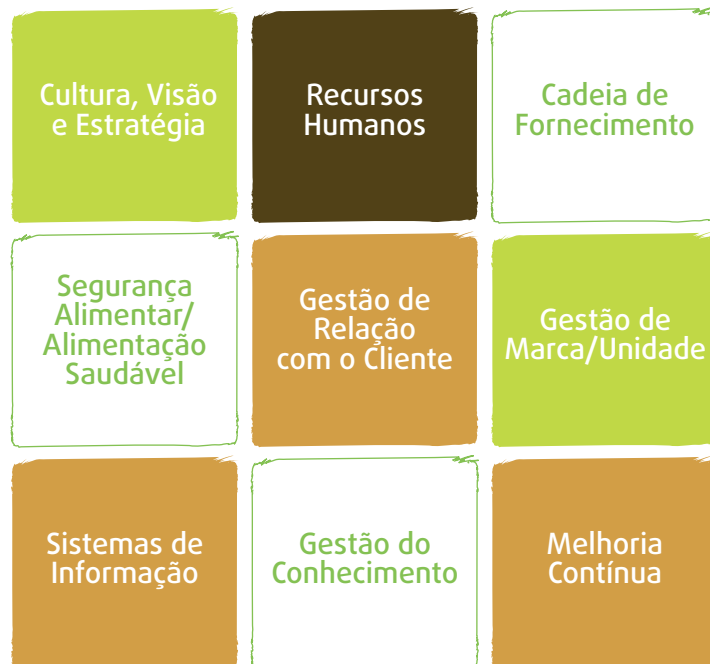 Cultura, Visão
e Estratégia
Recursos
Humanos
Cadeia de
Fornecimento
Segurança
Alimentar/
Alimentação
Saudável
Gestão de
Relação
com o Cliente
Gestão de
Marca/Unidade
Sistemas de
Informação
Gestão do
Conhecimento
Melhoria
Contínua